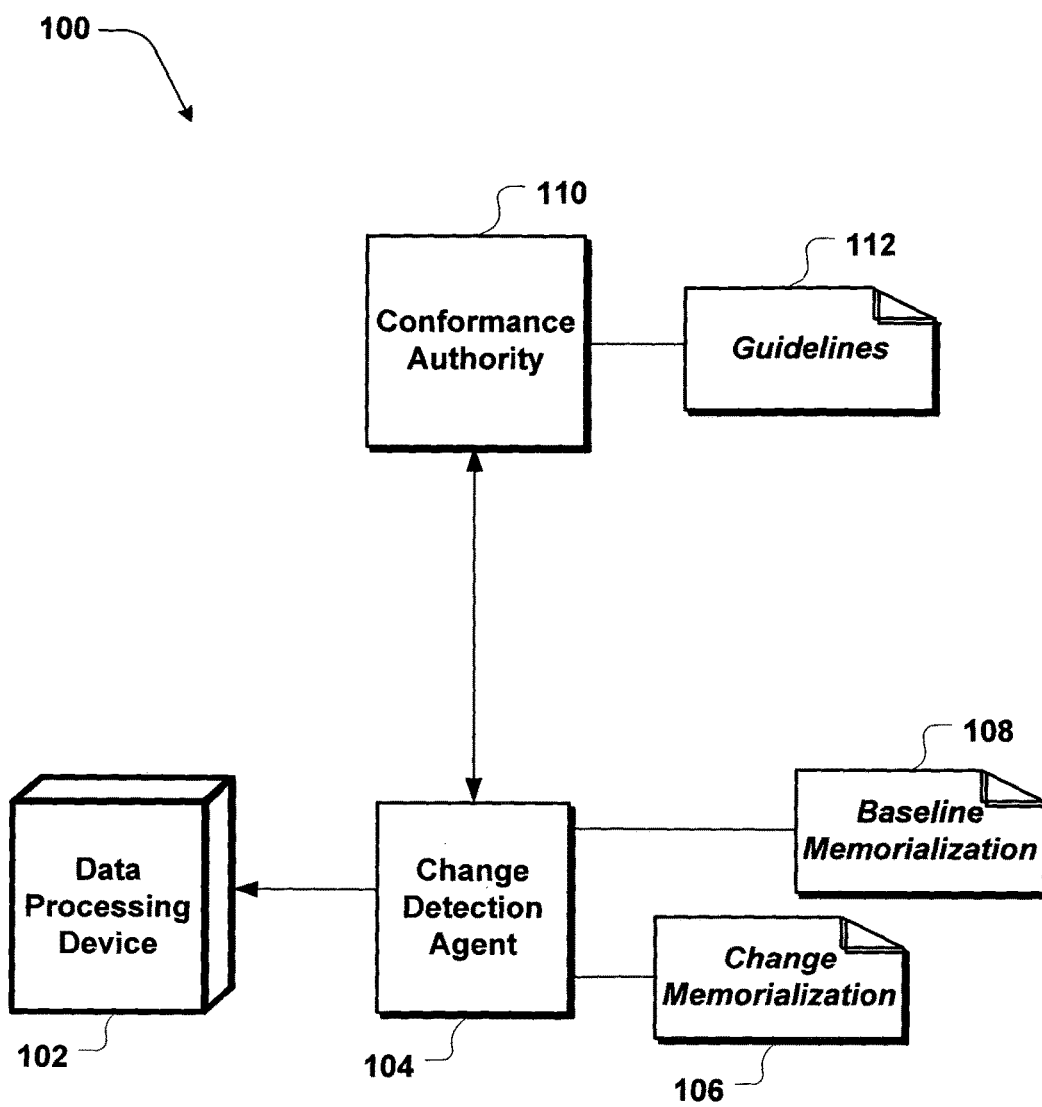 100
110
112
Conformance
Authority
Guidelines
108
Baseline
Memorialization
Data
Processing
Device
Change
Detection
Agent
Change
Memorialization
102
104
106